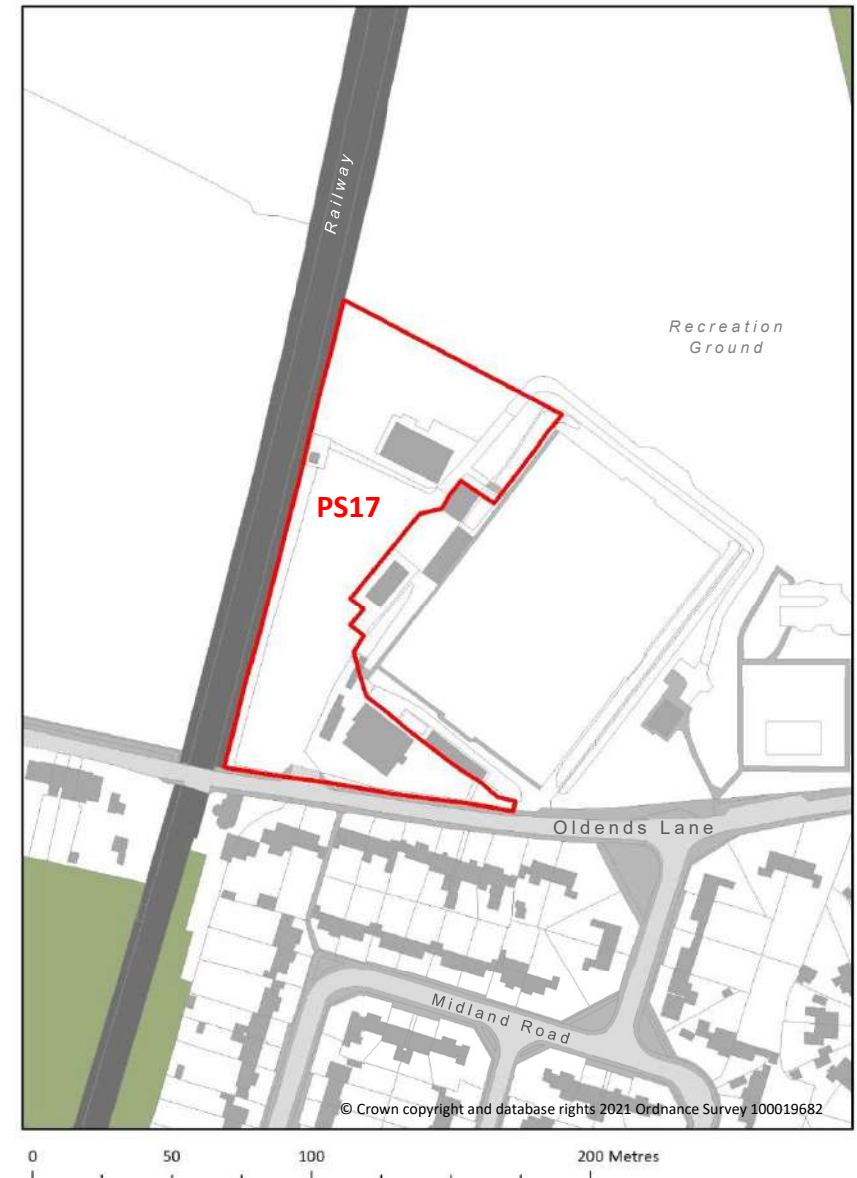 Railway
Recreation
Ground
PS17
Oldends Lane
Midland Road
© Crown copyright and database rights 2021 Ordnance Survey 100019682
0 50 100 200 Metres